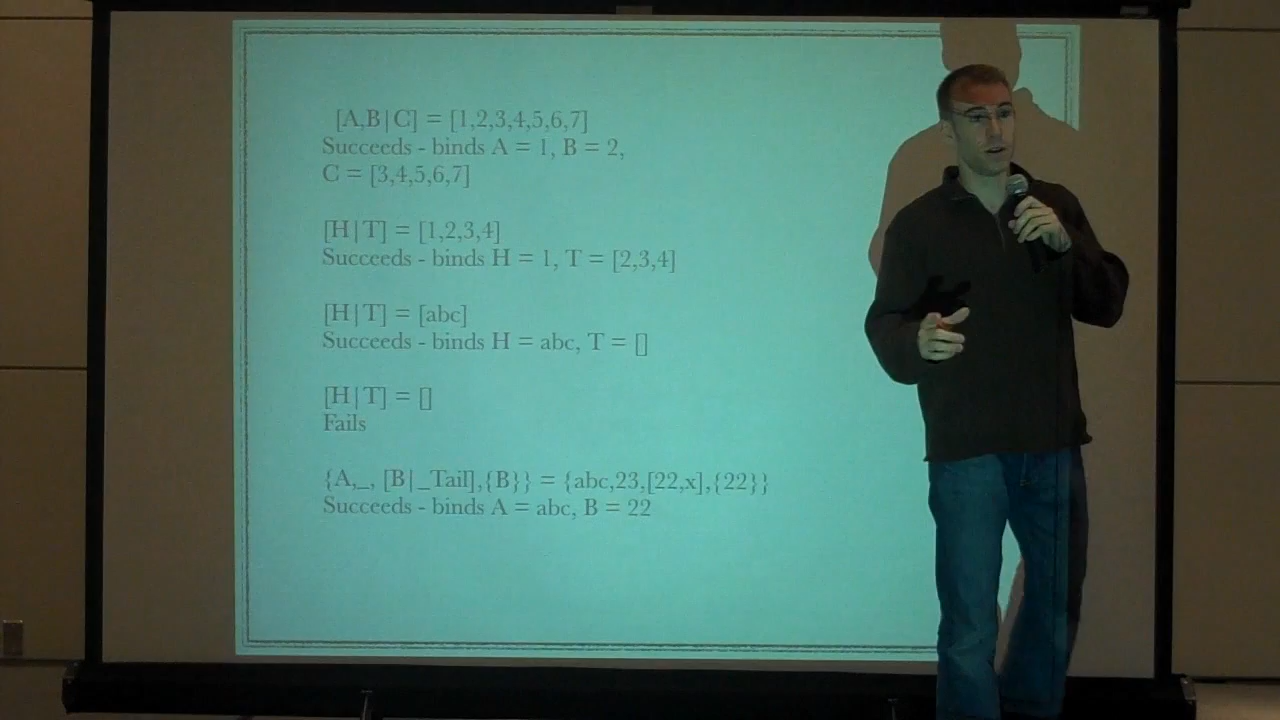 [A,B|C] = [1,2,3,4,5,6,7]
Succeeds - binds A = 1, B = 2,
C = [3,4,5,6,7]
[H|T] = [1,2,3,4]
Succeeds - binds H = 1, T = [2,3,4]
[H|T] = [abc]
Succeeds - binds H = abc, T = []
[H|T] = []
Fails
{A,_, [B|_Tail],{B}} = {abc,23,[22,x],{22}}
Succeeds - binds A = abc, B = 22